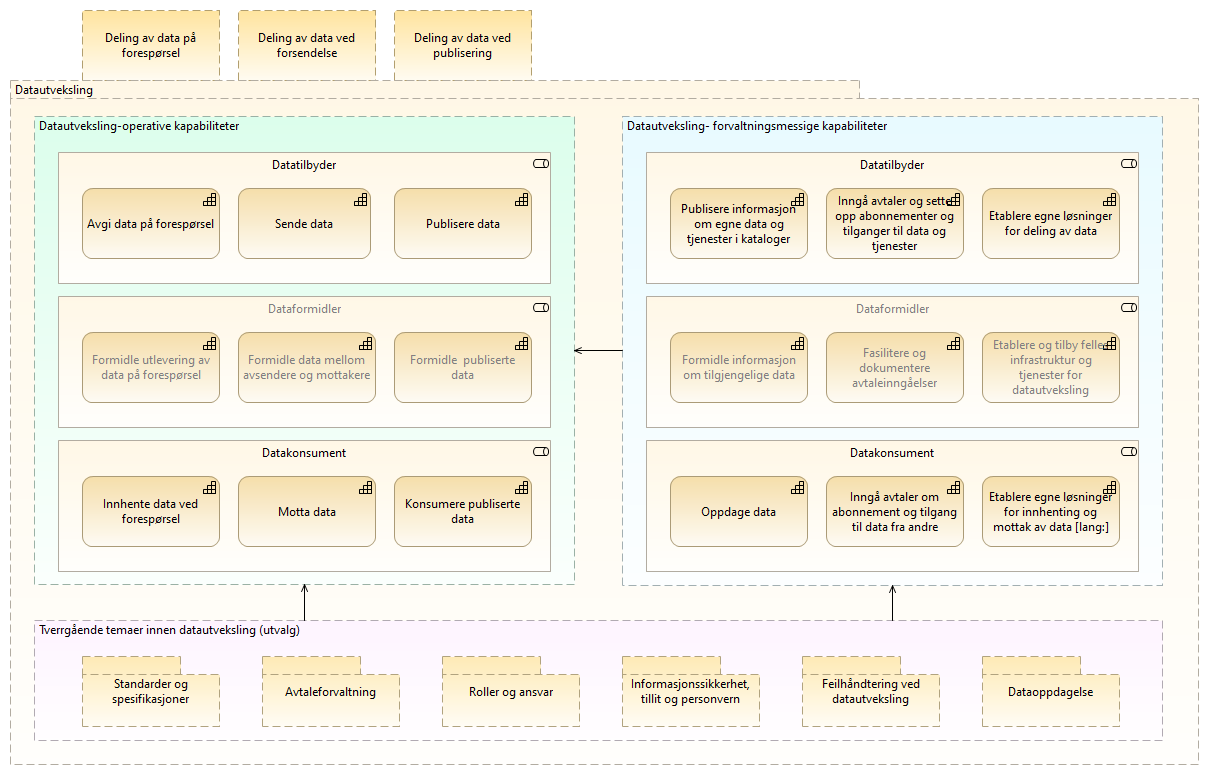 Deling av data på
forespørsel
Deling av data ved
forsendelse
Deling av data ved
publisering
Datautveksling
Datautveksling-operative kapabiliteter
Datatilbyder
Avgi data på forespørsel
Sende data
Publisere data
Dataformidler
Formidle utlevering av
data på forespørsel
Formidle data mellom
avsendere og mottakere
Formidle publiserte
data
Datakonsument
Innhente data ved
forespørsel
Motta data
Konsumere publiserte
data
Datautveksling- forvaltningsmessige kapabiliteter
Datatilbyder
Publisere informasjon
om egne data og
tjenester i kataloger
Inngå avtaler og sette
opp abonnementer og
tilganger til data og
tjenester
Etablere egne løsninger
for deling av data
Dataformidler
Formidle informasjon
om tilgjengelige data
Fasilitere og
dokumentere
avtaleinngåelser
Etablere og tilby felles
infrastruktur og
tjenester for
datautveksling
Datakonsument
Oppdage data
Inngå avtaler om
abonnement og tilgang
til data fra andre
Etablere egne løsninger
for innhenting og
mottak av data [lang:]
Tverrgående temaer innen datautveksling (utvalg)
Standarder og
spesifikasjoner
Avtaleforvaltning
Roller og ansvar
Informasjonssikkerhet,
tillit og personvern
Feilhåndtering ved
datautveksling
Dataoppdagelse